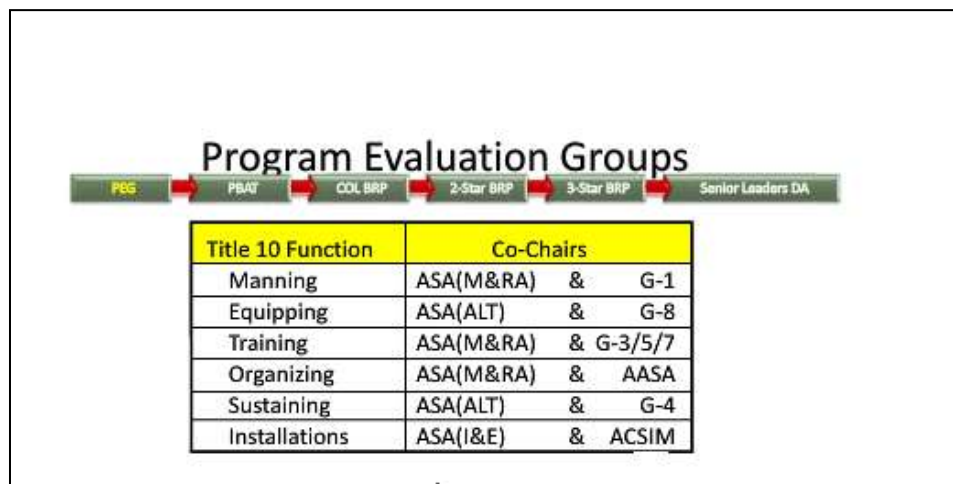 Program Evaluation Groups
PEG PBAT COL BRP 2-Star BRP 3-Star BRP Senior Leaders DA
Title 10 Function Co-Chairs
Manning ASA(M&RA) & G-1
Equipping ASA(ALT) & G-8
Training ASA(M&RA) & G-3/5/7
Organizing ASA(M&RA) & AASA
Sustaining ASA(ALT) & G-4
Installations ASA(I&E) & ACSIM